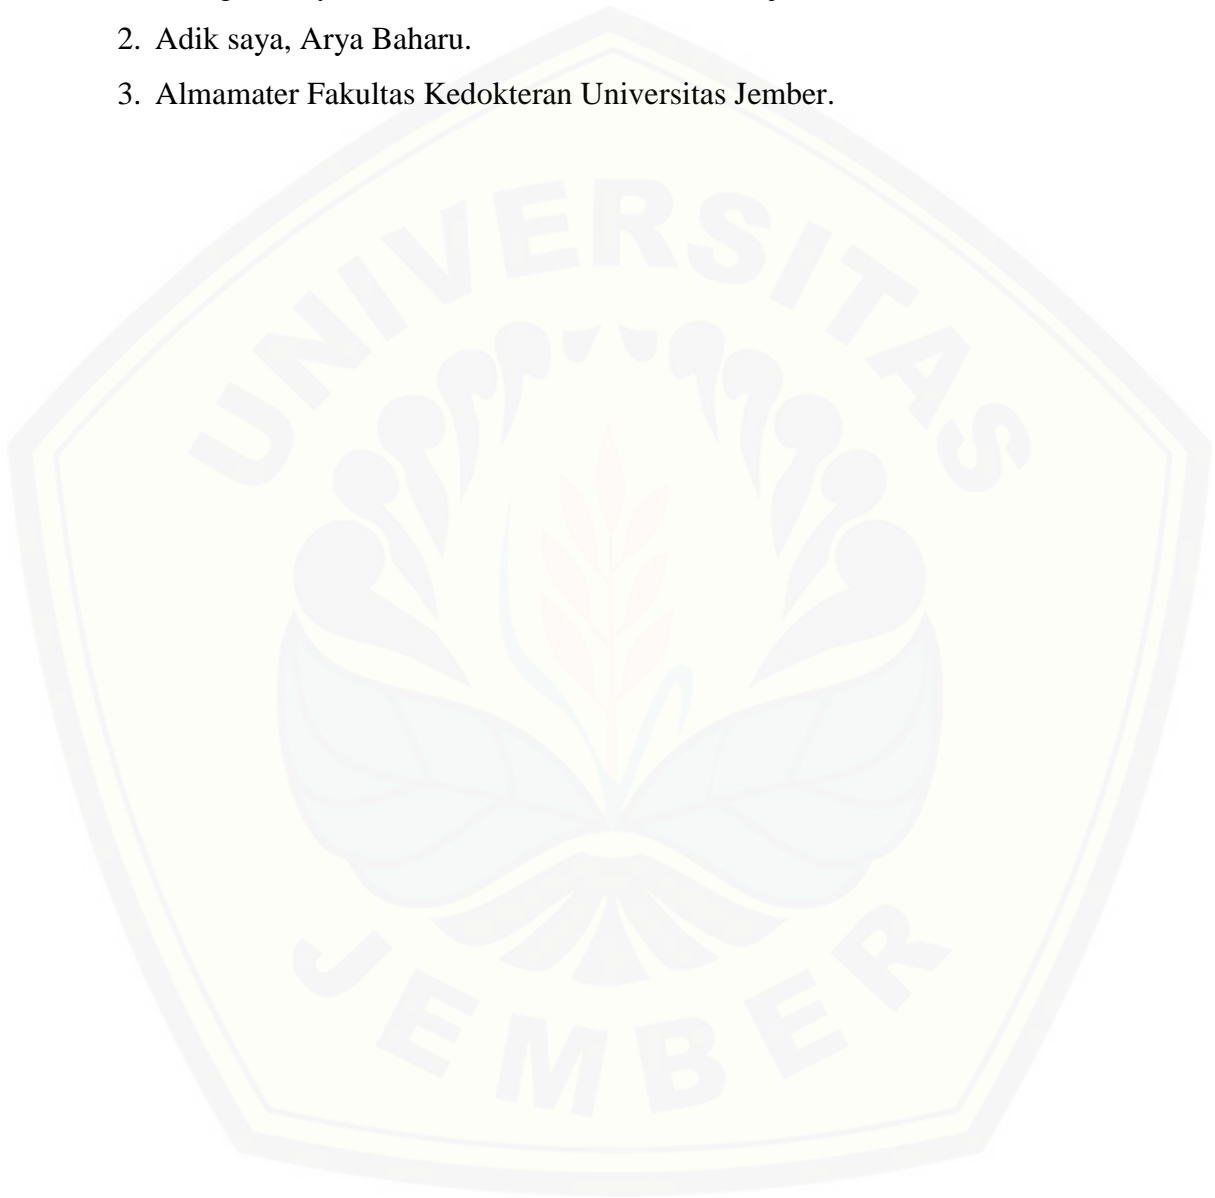 2. Adik saya, Arya Baharu.
3. Almamater Fakultas Kedokteran Universitas Jember.
UNIVERSITAS
JEMBER